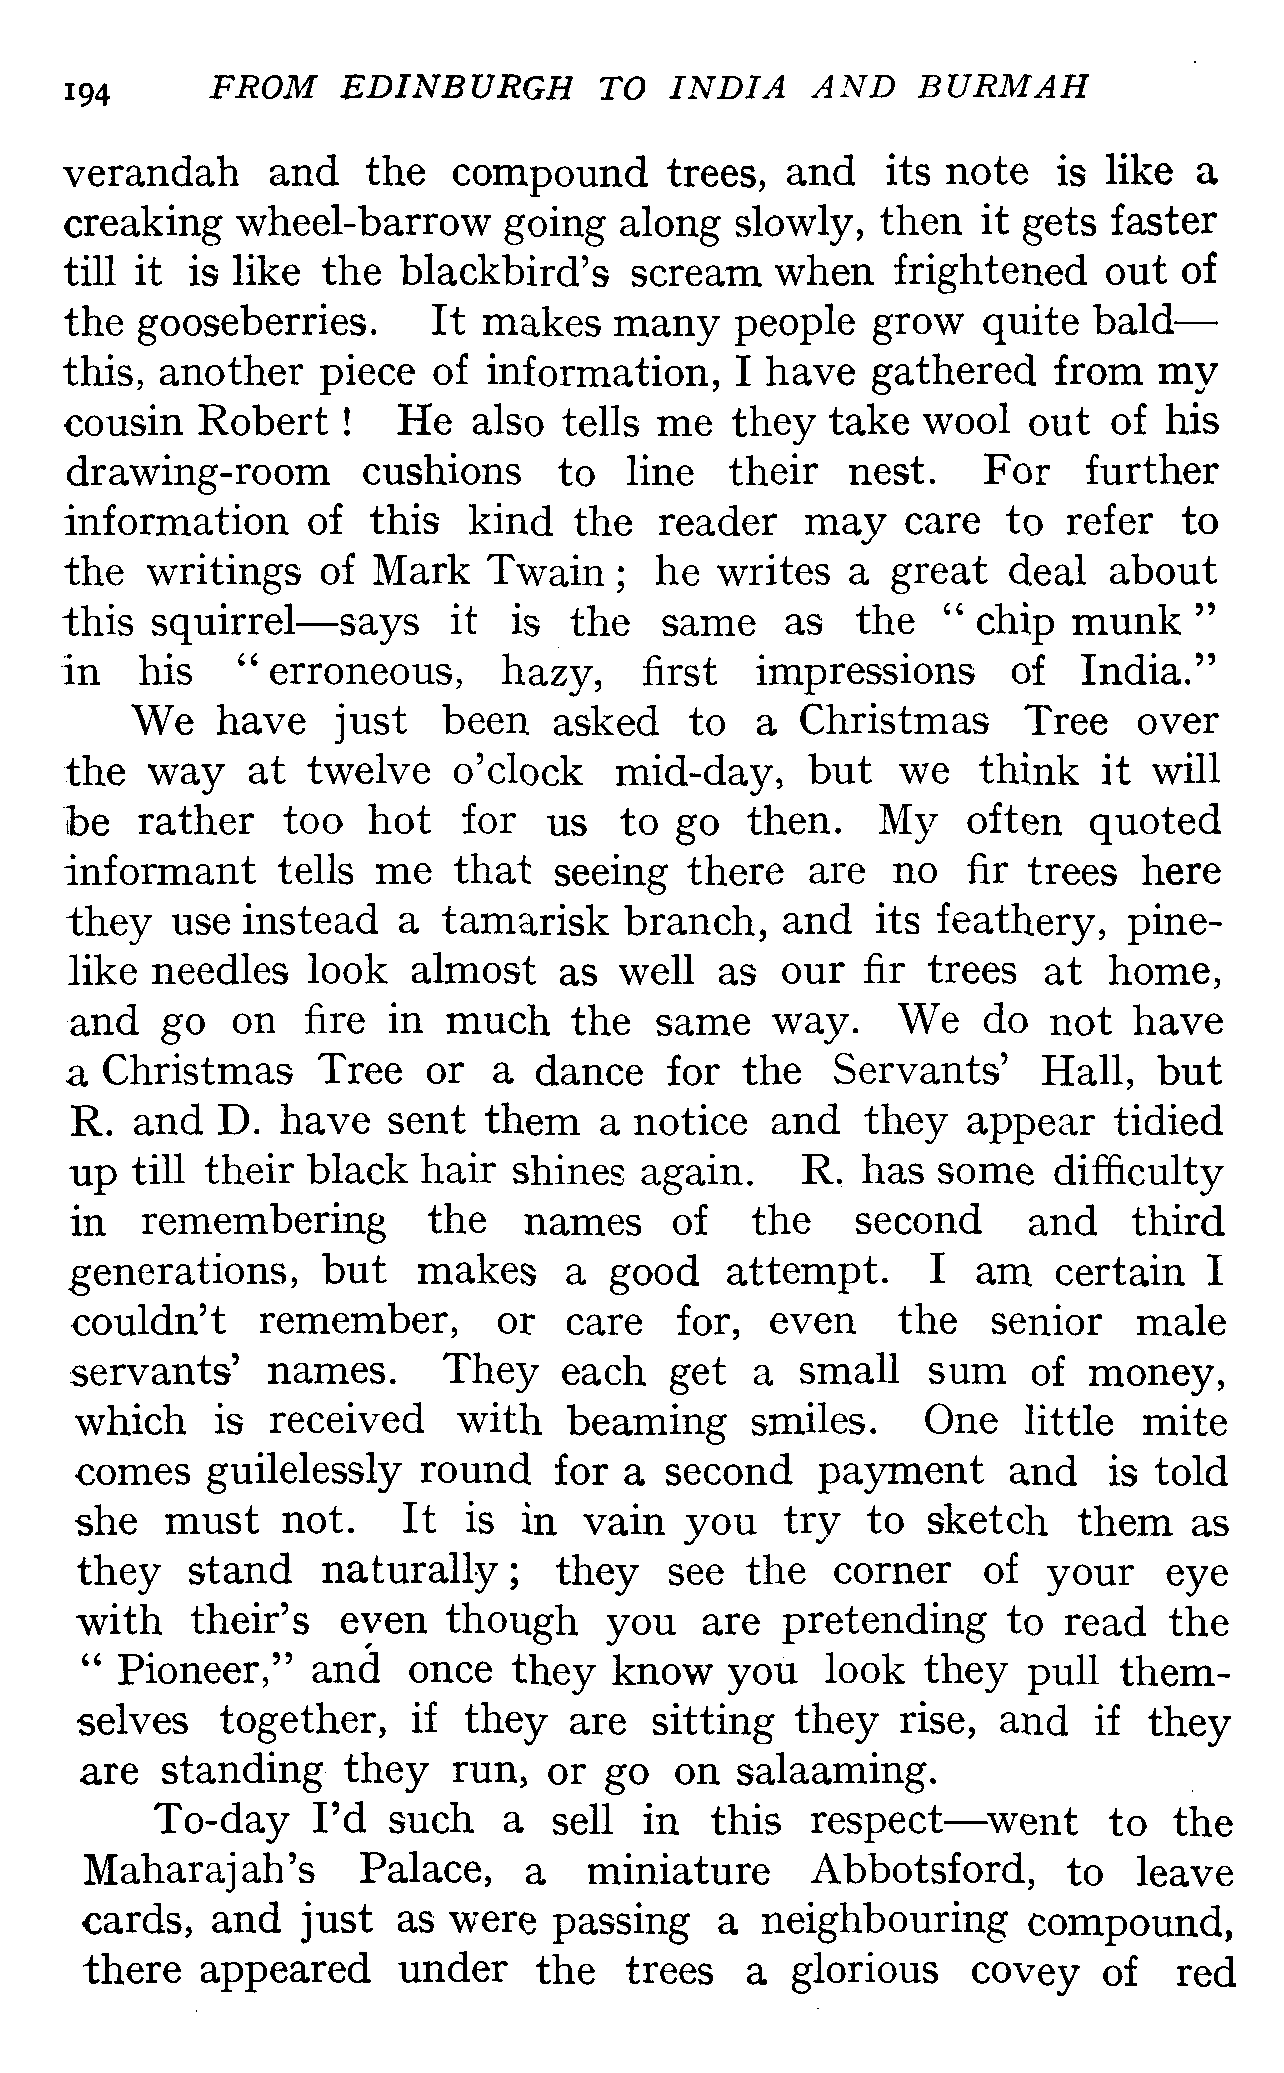 194 FROM EDINBURGH TO INDIA AND BURMAH
verandah and the compound trees, and its note is like a
creaking wheel-barrow going along slowly, then it gets faster
till it is like the blackbird's scream when frightened out of
the gooseberries. It makes many people grow quite bald—
this, another piece of information, I have gathered from my
cousin Robert ! He also tells me they take wool out of his
drawing-room cushions to line their nest. For further
information of this kind the reader may care to refer to
the writings of Mark Twain ; he writes a great deal about
this squirrel—says it is the same as the " chip munk "
in his " erroneous, hazy, first impressions of India."
We have just been asked to a Christmas Tree over
the way at twelve o'clock mid-day, but we think it will
be rather too hot for us to go then. My often quoted
informant tells me that seeing there are no fir trees here
they use instead a tamarisk branch, and its feathery, pine-
like needles look almost as well as our fir trees at home,
and go on fire in much the same way. We do not have
a Christmas Tree or a dance for the Servants' Hall, but
R. and D. have sent them a notice and they appear tidied
up till their black hair shines again. R. has some difficulty
in remembering the names of the second and third
generations, but makes a good attempt. I am certain I
couldn't remember, or care for, even the senior male
servants' names. They each get a small sum of money,
which is received with beaming smiles. One little mite
comes guilelessly round for a second payment and is told
she must not. It is in vain you try to sketch them as
they stand naturally ; they see the corner of your eye
with their's even though you are pretending to read the
" Pioneer," and once they know you look they pull them-
selves together, if they are sitting they rise, and if they
are standing they run, or go on salaaming.
To-day I'd such a sell in this respect—went to the
Maharajah's Palace, a miniature Abbotsford, to leave
cards, and just as were passing a neighbouring compound,
there appeared under the trees a glorious covey of red